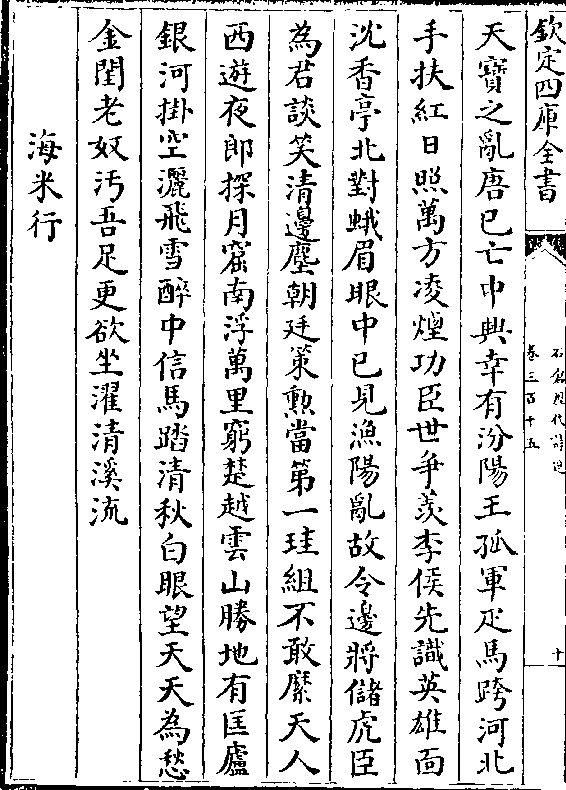 欽定四庫全書
石倉歷代詩選
卷三百十五
十
天寳之亂唐已亡中興幸有汾陽王孤軍疋馬跨河北
手扶紅日照萬方凌煙功臣世爭羡李侯先識英雄面
沈香亭北對蛾眉眼中已見漁陽亂故令邊將儲虎臣
為君談笑清邊塵朝廷策勲當第一珪組不敢縻天人
西遊夜郎探月窟南浮萬里窮楚越雲山勝地有匡廬
銀河掛空灑飛雪醉中信馬踏清秋白眼望天天為愁
金閨老奴汚吾足更欲坐濯清溪流
海米行